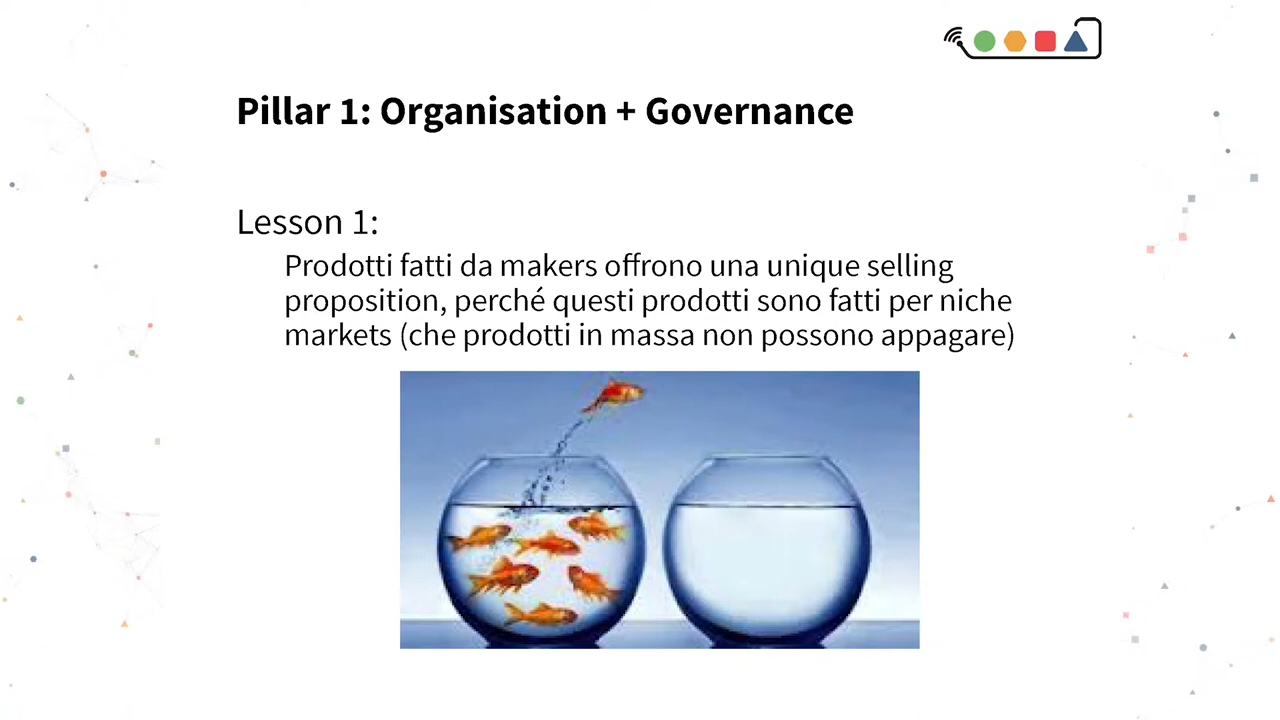 Pillar 1: Organisation + Governance
Lesson 1:
Prodotti fatti da makers offrono una unique selling
proposition, perché questi prodotti sono fatti per niche
markets (che prodotti in massa non possono appagare)